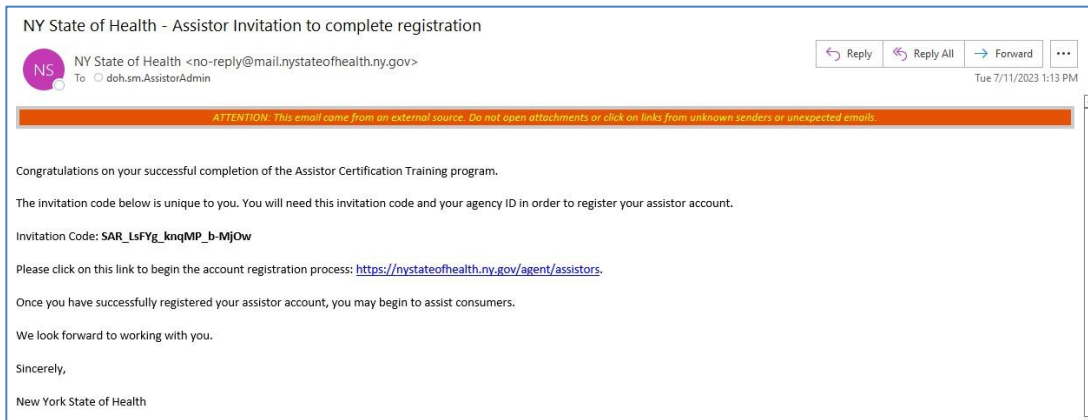 NY State of Health - Assistor Invitation to complete registration
NS
NY State of Health <no-reply@mail.nystateofhealth.ny.gov>
To doh.sm.AssistorAdmin
Reply
Reply All
Forward
Tue 7/11/2023 1:13 PM
ATTENTION: This email came from an external source. Do not open attachments or click on links from unknown senders or unexpected emails.
Congratulations on your successful completion of the Assistor Certification Training program.
The invitation code below is unique to you. You will need this invitation code and your agency ID in order to register your assistor account.
Invitation Code: SAR_LsFYg_knqMP_b-MjOw
Please click on this link to begin the account registration process: https://nystateofhealth.ny.gov/agent/assistors.
Once you have successfully registered your assistor account, you may begin to assist consumers.
We look forward to working with you.
Sincerely,
New York State of Health